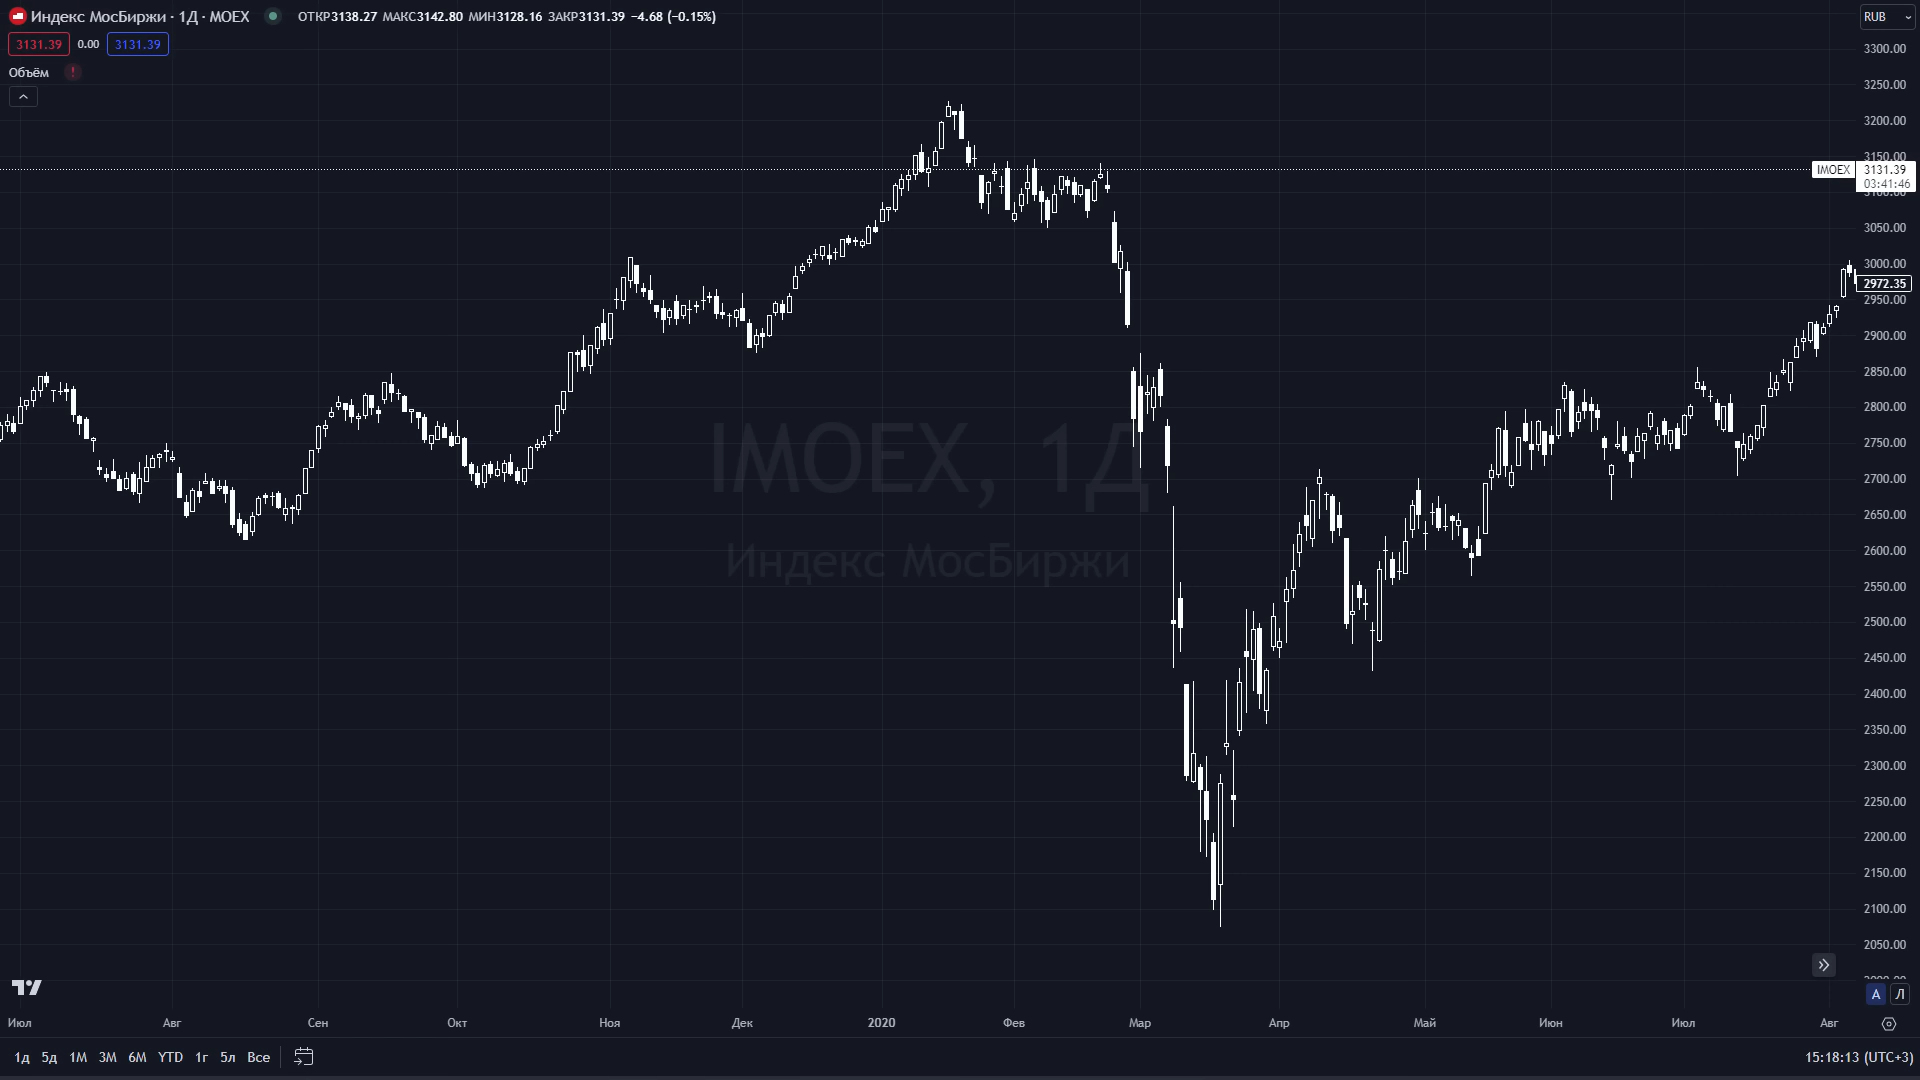 Индекс МосБиржи · 1Д · MOEX ОТКР3138.27 МАКС3142.80 МИН3128.16 ЗАКР3131.39 −4.68 (−0.15%)
RUB
3131.39 0.00 3131.39
Объём !
3300.00
3250.00
3200.00
3150.00
IMOEX 3131.39
03:41:46
3100.00
3050.00
3000.00
2972.35
2950.00
2900.00
2850.00
2800.00
2750.00
2700.00
2650.00
2600.00
2550.00
2500.00
2450.00
2400.00
2350.00
2300.00
2250.00
2200.00
2150.00
2100.00
2050.00
IMOEX, 1Д
Индекс МосБиржи
А Л
Июл Авг Сен Окт Ноя Дек 2020 Фев Мар Апр Май Июн Июл Авг
1д 5д 1М 3М 6М YTD 1г 5л Все 15:18:13 (UTC+3)